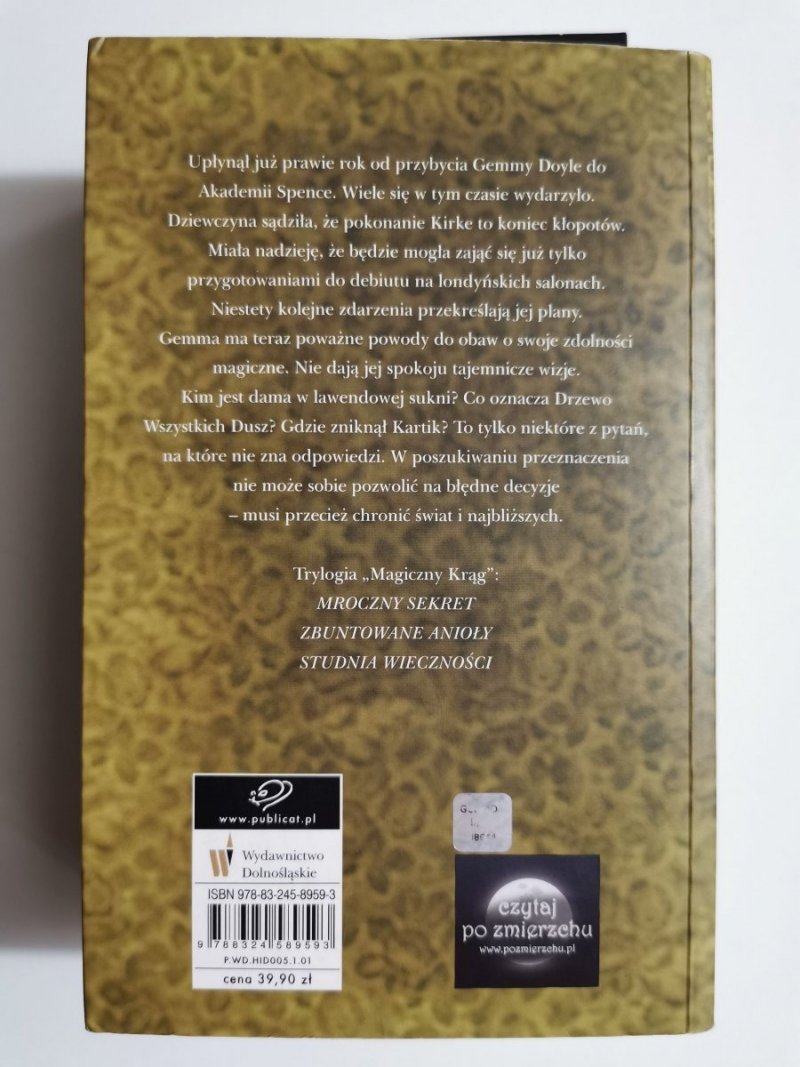 Upłynął już prawie rok od przybycia Gemmy Doyle do
Akademii Spence. Wiele się w tym czasie wydarzyło.
Dziewczyna sądziła, że pokonanie Kirke to koniec kłopotów.
Miała nadzieję, że będzie mogła zająć się już tylko
przygotowaniami do debiutu na londyńskich salonach.
Niestety kolejne zdarzenia przekreślają jej plany.
Gemma ma teraz poważne powody do obaw o swoje zdolności
magiczne. Nie dają jej spokoju tajemnicze wizje.
Kim jest dama w lawendowej sukni? Co oznacza Drzewo
Wszystkich Dusz? Gdzie zniknął Kartik? To tylko niektóre z pytań,
na które nie zna odpowiedzi. W poszukiwaniu przeznaczenia
nie może sobie pozwolić na błędne decyzje
– musi przecież chronić świat i najbliższych.
Trylogia „Magiczny Krąg”:
MROCZNY SEKRET
ZBUNTOWANE ANIOŁY
STUDNIA WIECZNOŚCI
www.publicat.pl
Wydawnictwo
Dolnośląskie
ISBN 978-83-245-8959-3
9 788324 589593
P.WD.HID005.1.01
cena 39,90 zł
czytaj
po zmierzchu
www.pozmierzchu.pl